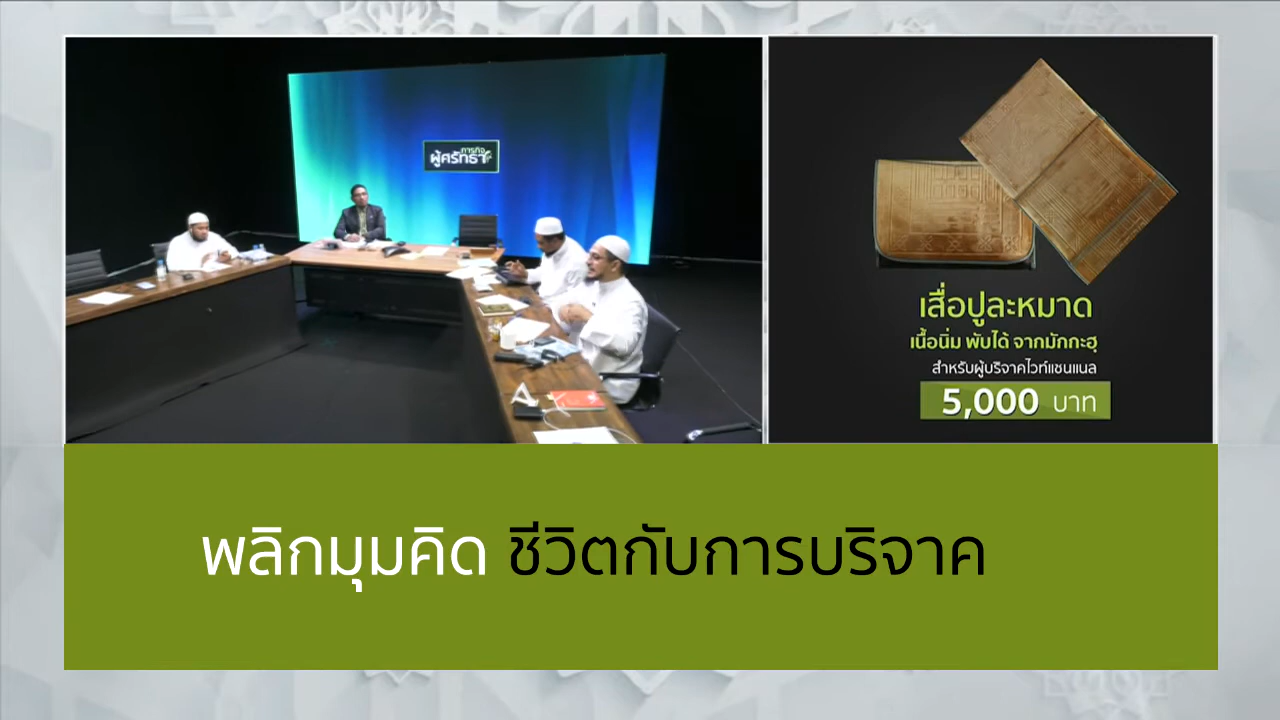 ภารกิจ
ผู้ศรัทธา
เสื่อปูละหมาด
เนื้อนิ่ม พับได้ จากมักกะฮฺ
สำหรับผู้บริจาคไวท์แชนแนล
5,000 บาท
พลิกมุมคิด ชีวิตกับการบริจาค